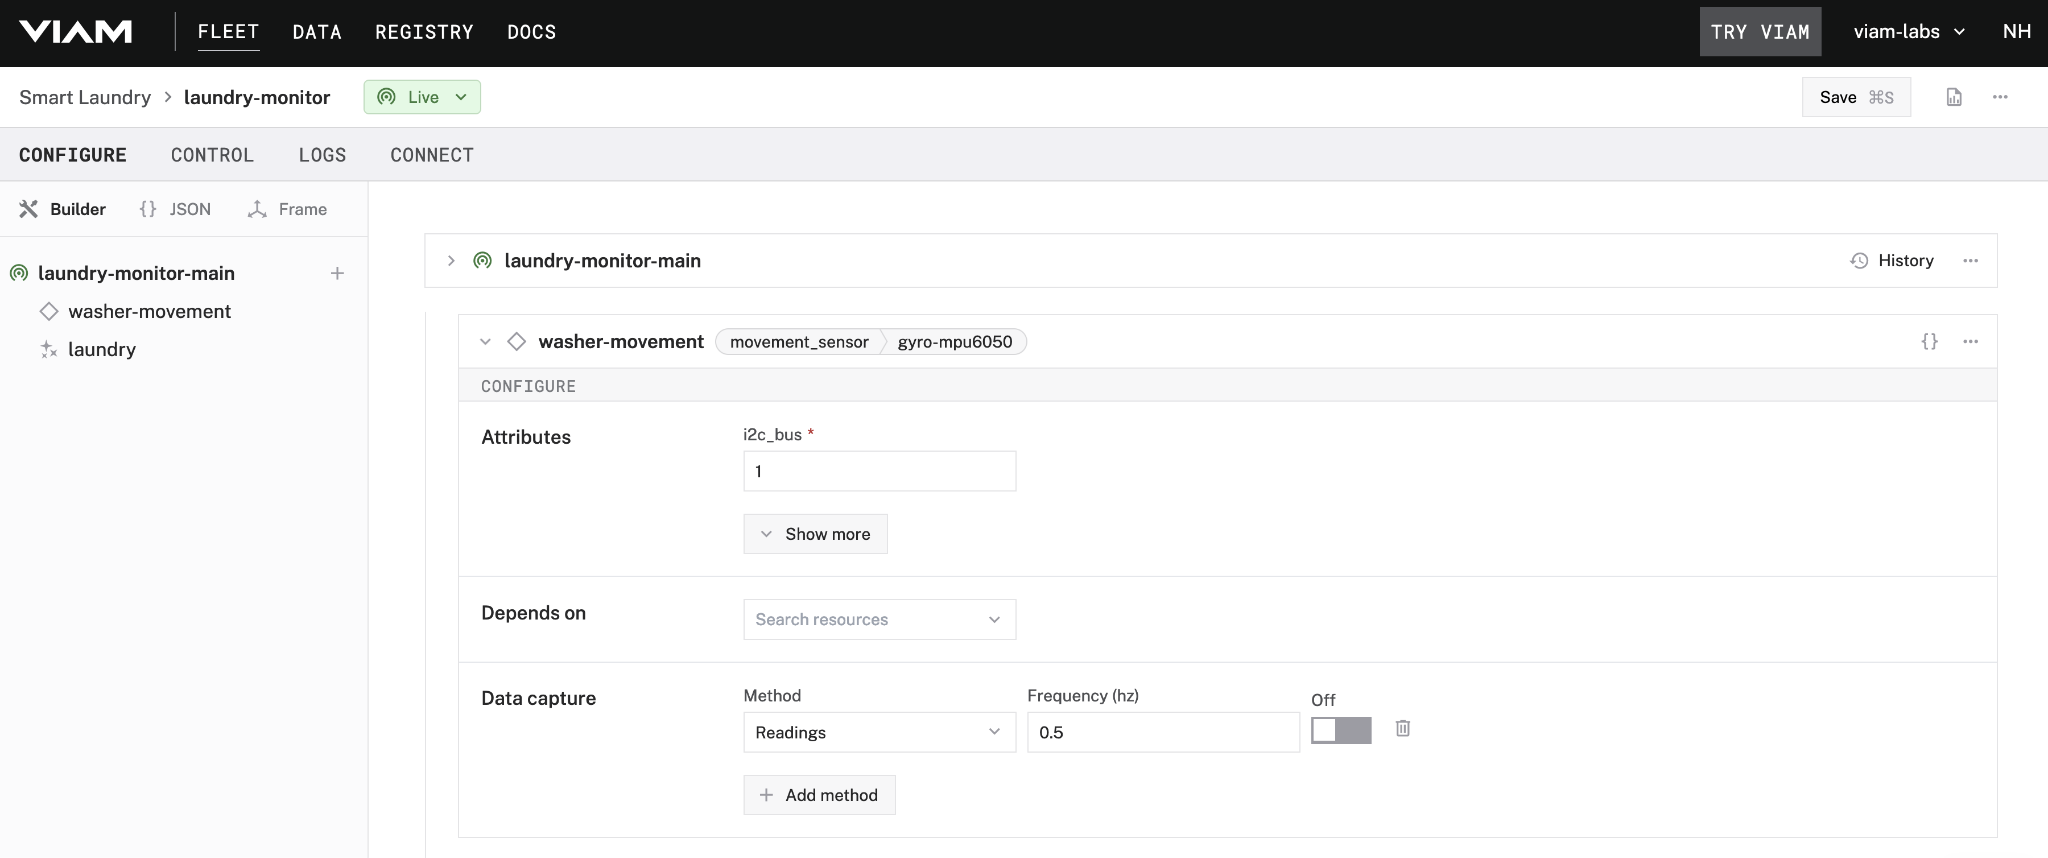 VIAM FLEET DATA REGISTRY DOCS TRY VIAM viam-labs NH
Smart Laundry > laundry-monitor Live Save ⌘S
CONFIGURE CONTROL LOGS CONNECT
Builder {} JSON Frame
laundry-monitor-main
washer-movement
laundry
laundry-monitor-main History
washer-movement movement_sensor gyro-mpu6050 {}
CONFIGURE
Attributes
i2c_bus *
1
Show more
Depends on
Search resources
Data capture
Method Frequency (hz) Off
Readings 0.5
Add method